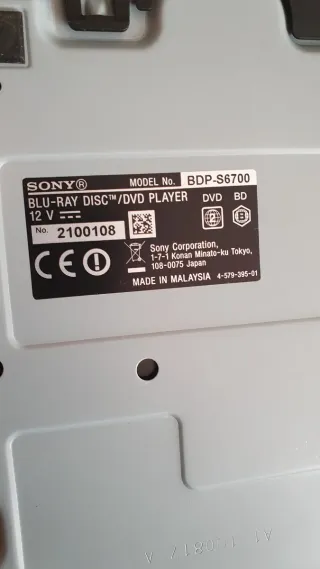 SONY® MODEL No. BDP-S6700
BLU-RAY DISC™/DVD PLAYER DVD BD
12 V ⎓ 2 B
No. 2100108
Sony Corporation,
1-7-1 Konan Minato-ku Tokyo,
108-0075 Japan
CE
MADE IN MALAYSIA 4-579-395-01